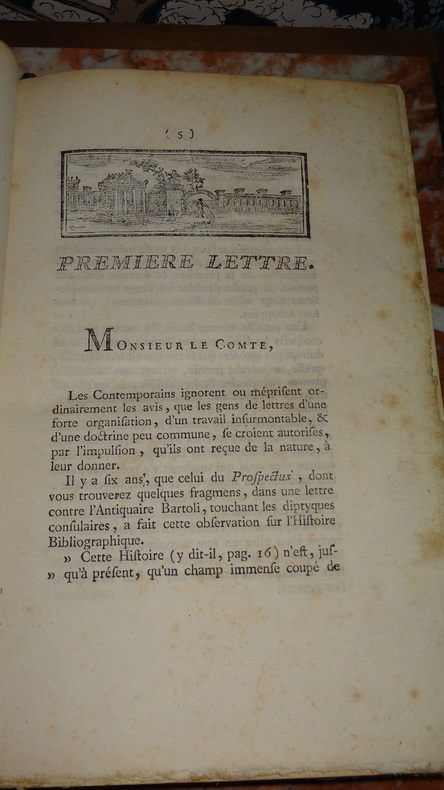 ( 5 )
PREMIERE LETTRE.
MONSIEUR LE COMTE,
Les Contemporains ignorent ou mépriſent or-
dinairement les avis, que les gens de lettres d'une
forte organiſation, d'un travail inſurmontable, &
d'une doctrine peu commune, ſe croient autoriſés,
par l'impulſion, qu'ils ont reçue de la nature, à
leur donner.
Il y a ſix ans, que celui du Proſpectus, dont
vous trouverez quelques fragmens, dans une lettre
contre l'Antiquaire Bartoli, touchant les diptyques
conſulaires, a fait cette obſervation ſur l'Hiſtoire
Bibliographique.
» Cette Hiſtoire (y dit-il, pag. 16) n'eſt, juſ-
» qu'à préſent, qu'un champ immenſe coupé de